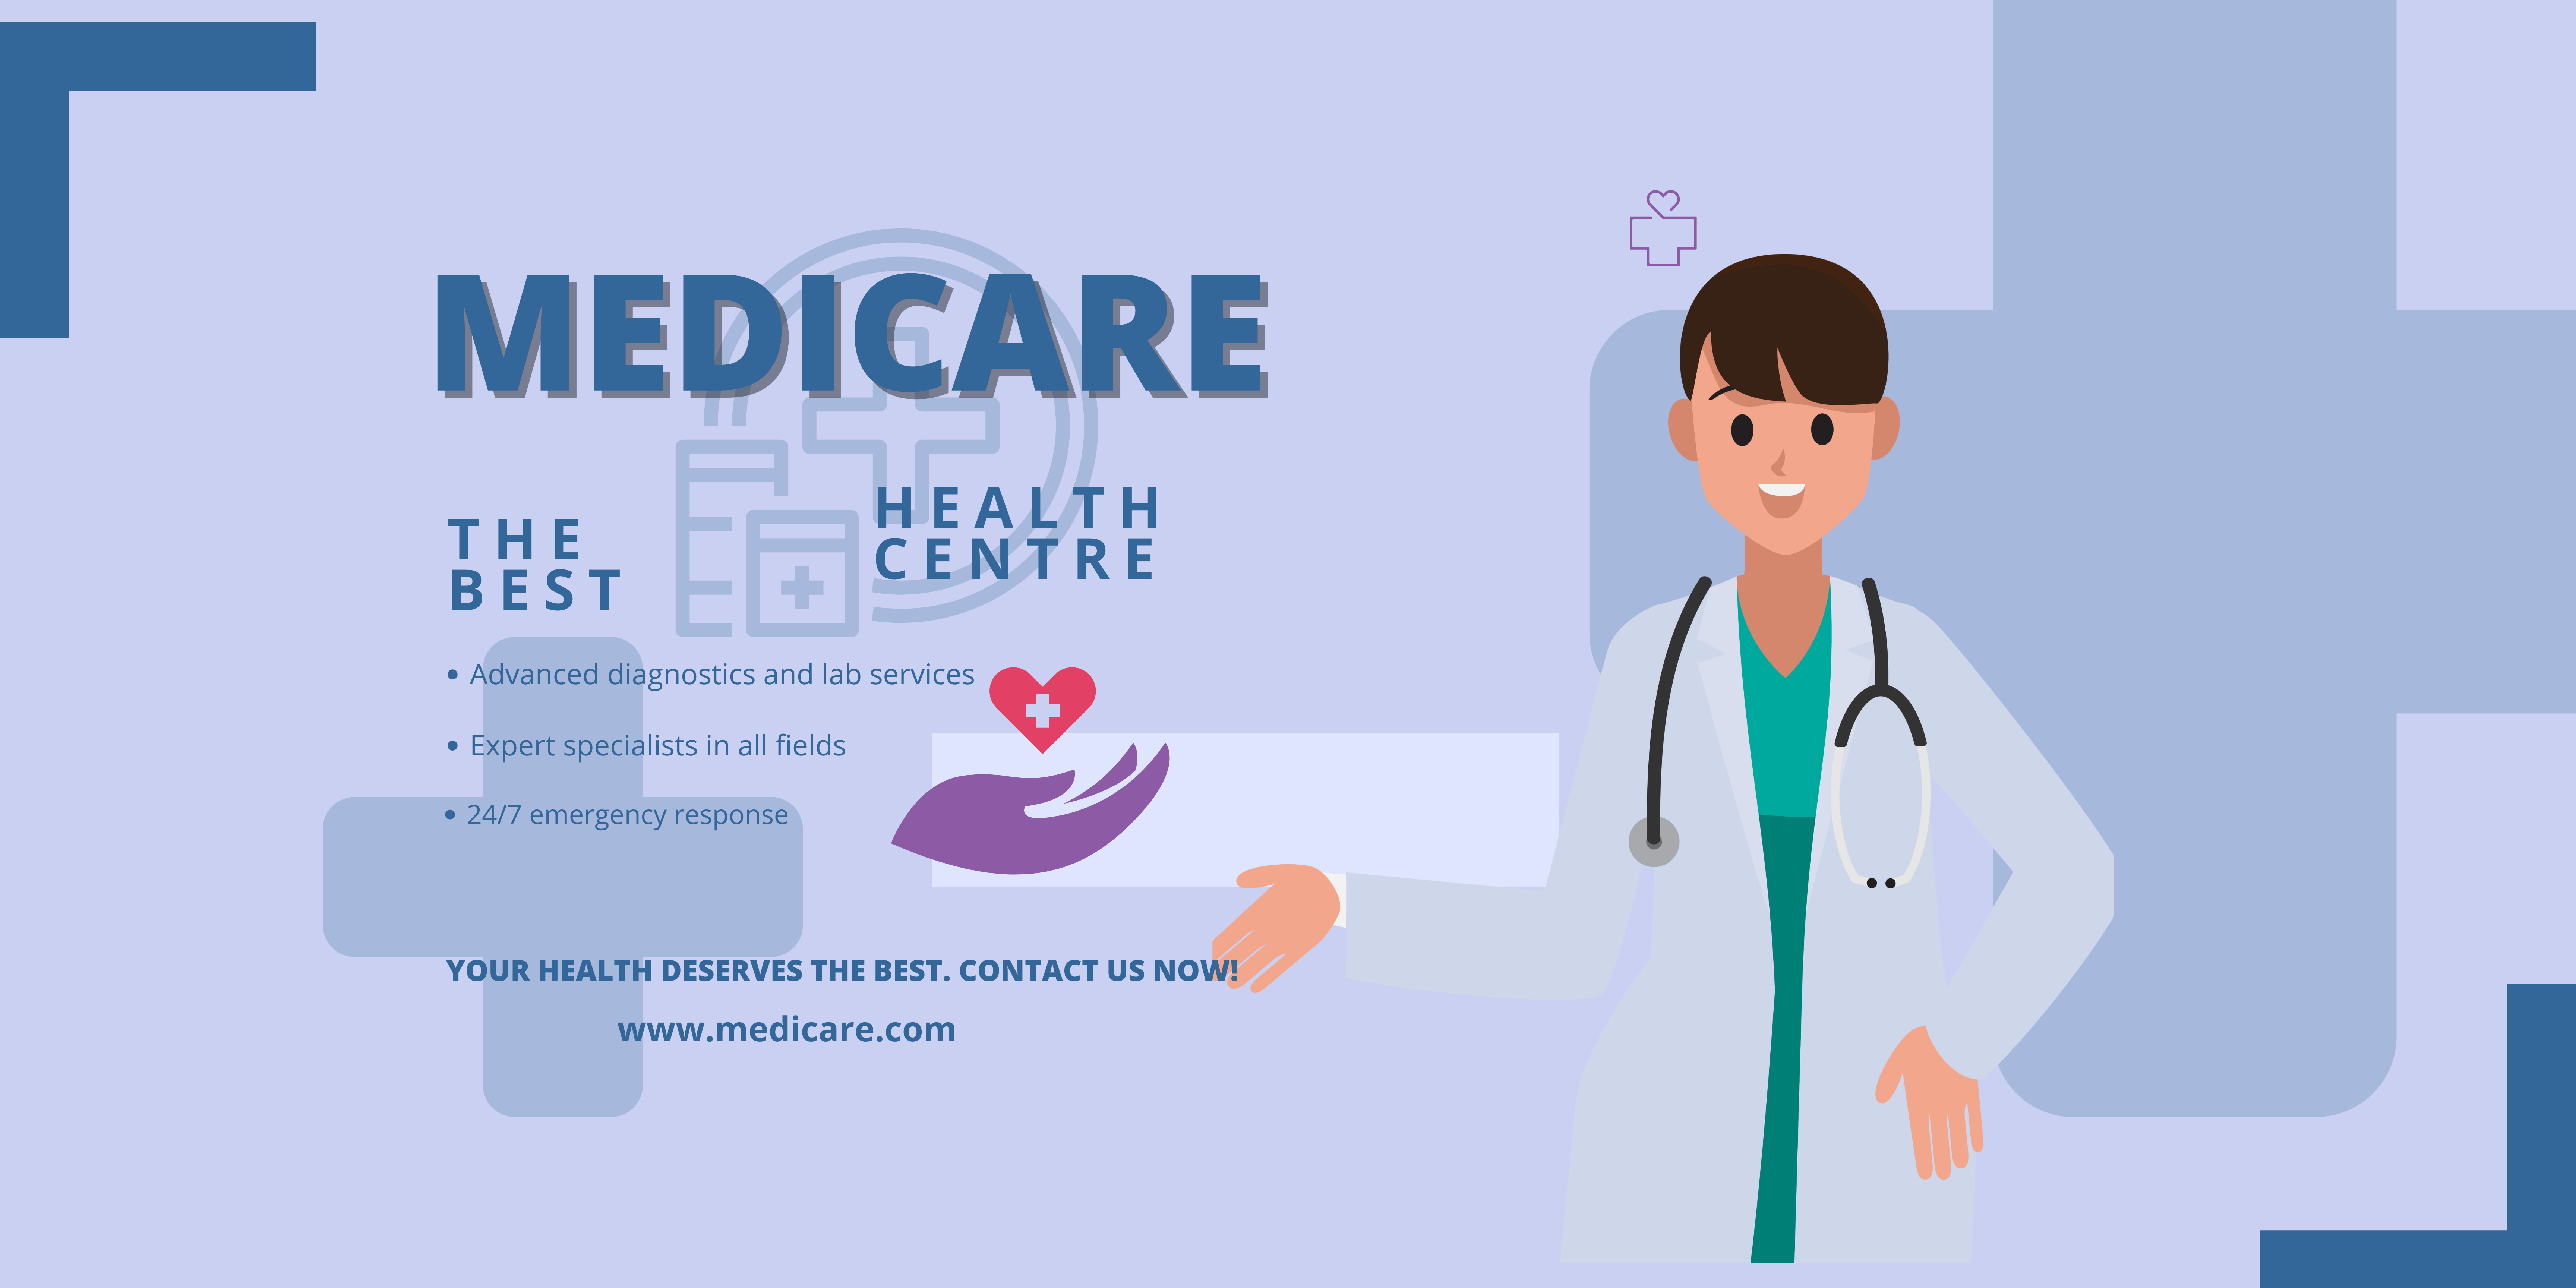 MEDICARE
THE
BEST
HEALTH
CENTRE
• Advanced diagnostics and lab services
• Expert specialists in all fields
• 24/7 emergency response
YOUR HEALTH DESERVES THE BEST. CONTACT US NOW!
www.medicare.com